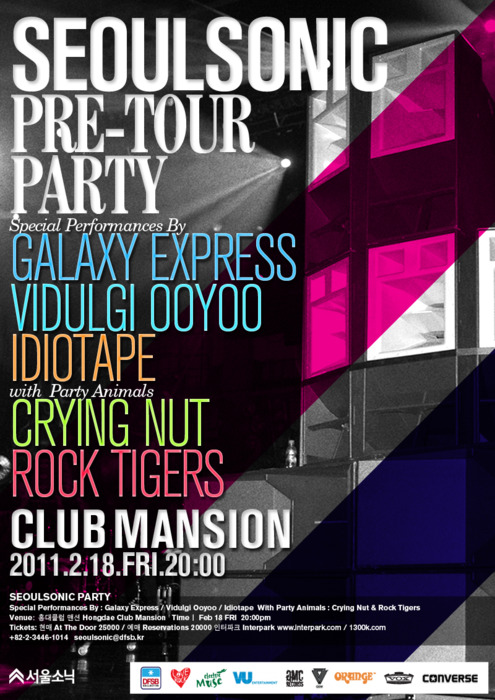 SEOULSONIC
PRE-TOUR
PARTY
Special Performances By
GALAXY EXPRESS
VIDULGI OOYOO
IDIOTAPE
with Party Animals
CRYING NUT
ROCK TIGERS
CLUB MANSION
2011.2.18.FRI.20:00
SEOULSONIC PARTY
Special Performances By : Galaxy Express / Vidulgi Ooyoo / Idiotape With Party Animals : Crying Nut & Rock Tigers
Venue: 홍대클럽 맨션 Hongdae Club Mansion Time | Feb 18 FRI 20:00pm
Tickets: 현매 At The Door 25000 / 예매 Reservations 20000 인터파크 Interpark www.interpark.com / 1300k.com
+82-2-3446-1014 seoulsonic@dfsb.kr
서울소닉 DFSB electric Muse VU ENTERTAINMENT AMC ORANGE VOX CONVERSE